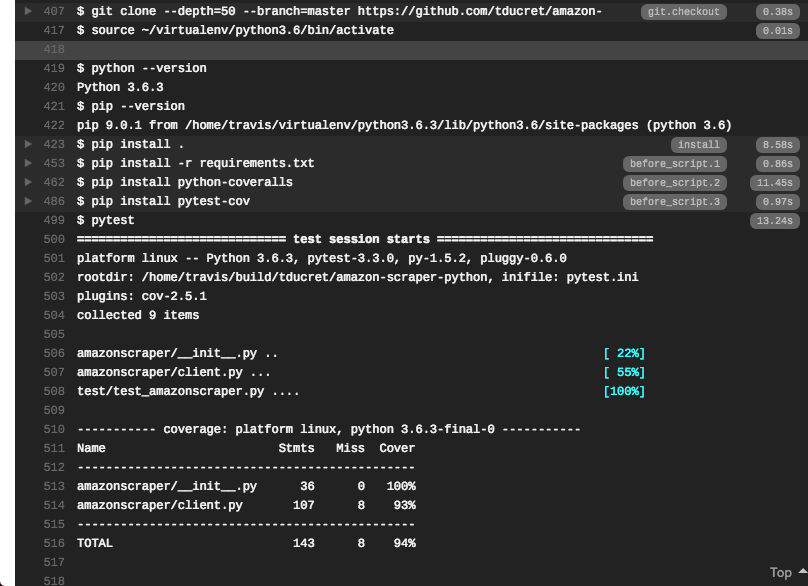 407 $ git clone --depth=50 --branch=master https://github.com/tducret/amazon- git.checkout 0.38s
417 $ source ~/virtualenv/python3.6/bin/activate 0.01s
418
419 $ python --version
420 Python 3.6.3
421 $ pip --version
422 pip 9.0.1 from /home/travis/virtualenv/python3.6.3/lib/python3.6/site-packages (python 3.6)
423 $ pip install . install 8.58s
453 $ pip install -r requirements.txt before_script.1 0.86s
462 $ pip install python-coveralls before_script.2 11.45s
486 $ pip install pytest-cov before_script.3 0.97s
499 $ pytest 13.24s
500 ============================= test session starts ==============================
501 platform linux -- Python 3.6.3, pytest-3.3.0, py-1.5.2, pluggy-0.6.0
502 rootdir: /home/travis/build/tducret/amazon-scraper-python, inifile: pytest.ini
503 plugins: cov-2.5.1
504 collected 9 items
505
506 amazonscraper/__init__.py .. [ 22%]
507 amazonscraper/client.py ... [ 55%]
508 test/test_amazonscraper.py .... [100%]
509
510 ----------- coverage: platform linux, python 3.6.3-final-0 -----------
511 Name Stmts Miss Cover
512 -----------------------------------------------
513 amazonscraper/__init__.py 36 0 100%
514 amazonscraper/client.py 107 8 93%
515 -----------------------------------------------
516 TOTAL 143 8 94%
517
518
Top